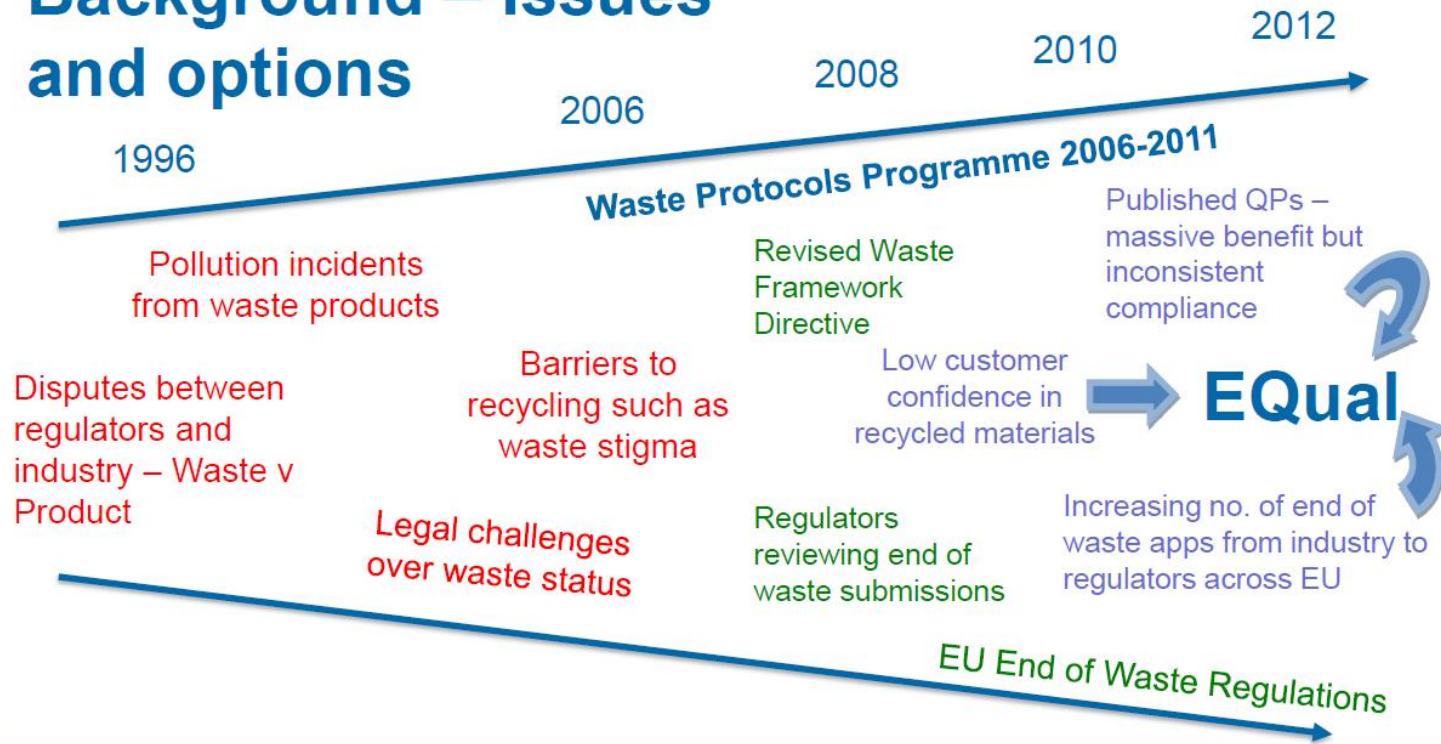 Background – Issues
and options
1996
2006
2008
2010
2012
Waste Protocols Programme 2006-2011
Pollution incidents
from waste products
Disputes between
regulators and
industry – Waste v
Product
Barriers to
recycling such as
waste stigma
Legal challenges
over waste status
Revised Waste
Framework
Directive
Low customer
confidence in
recycled materials
Regulators
reviewing end of
waste submissions
Published QPs –
massive benefit but
inconsistent
compliance
EQual
Increasing no. of end of
waste apps from industry to
regulators across EU
EU End of Waste Regulations